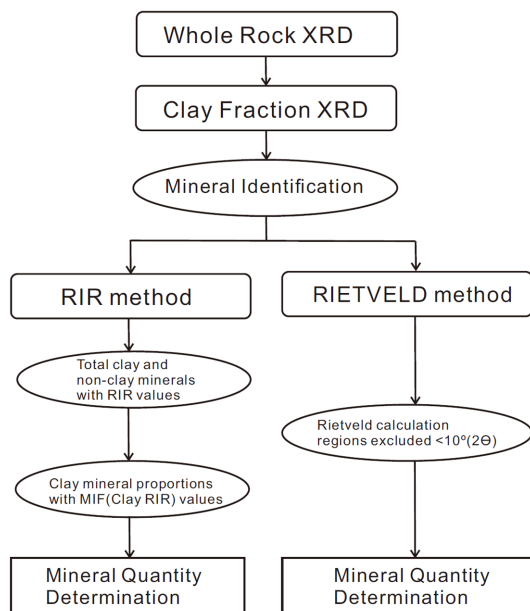 Whole Rock XRD
Clay Fraction XRD
Mineral Identification
RIR method
Total clay and
non-clay minerals
with RIR values
Clay mineral proportions
with MIF(Clay RIR) values
Mineral Quantity
Determination
RIETVELD method
Rietveld calculation
regions excluded <10º(2Θ)
Mineral Quantity
Determination